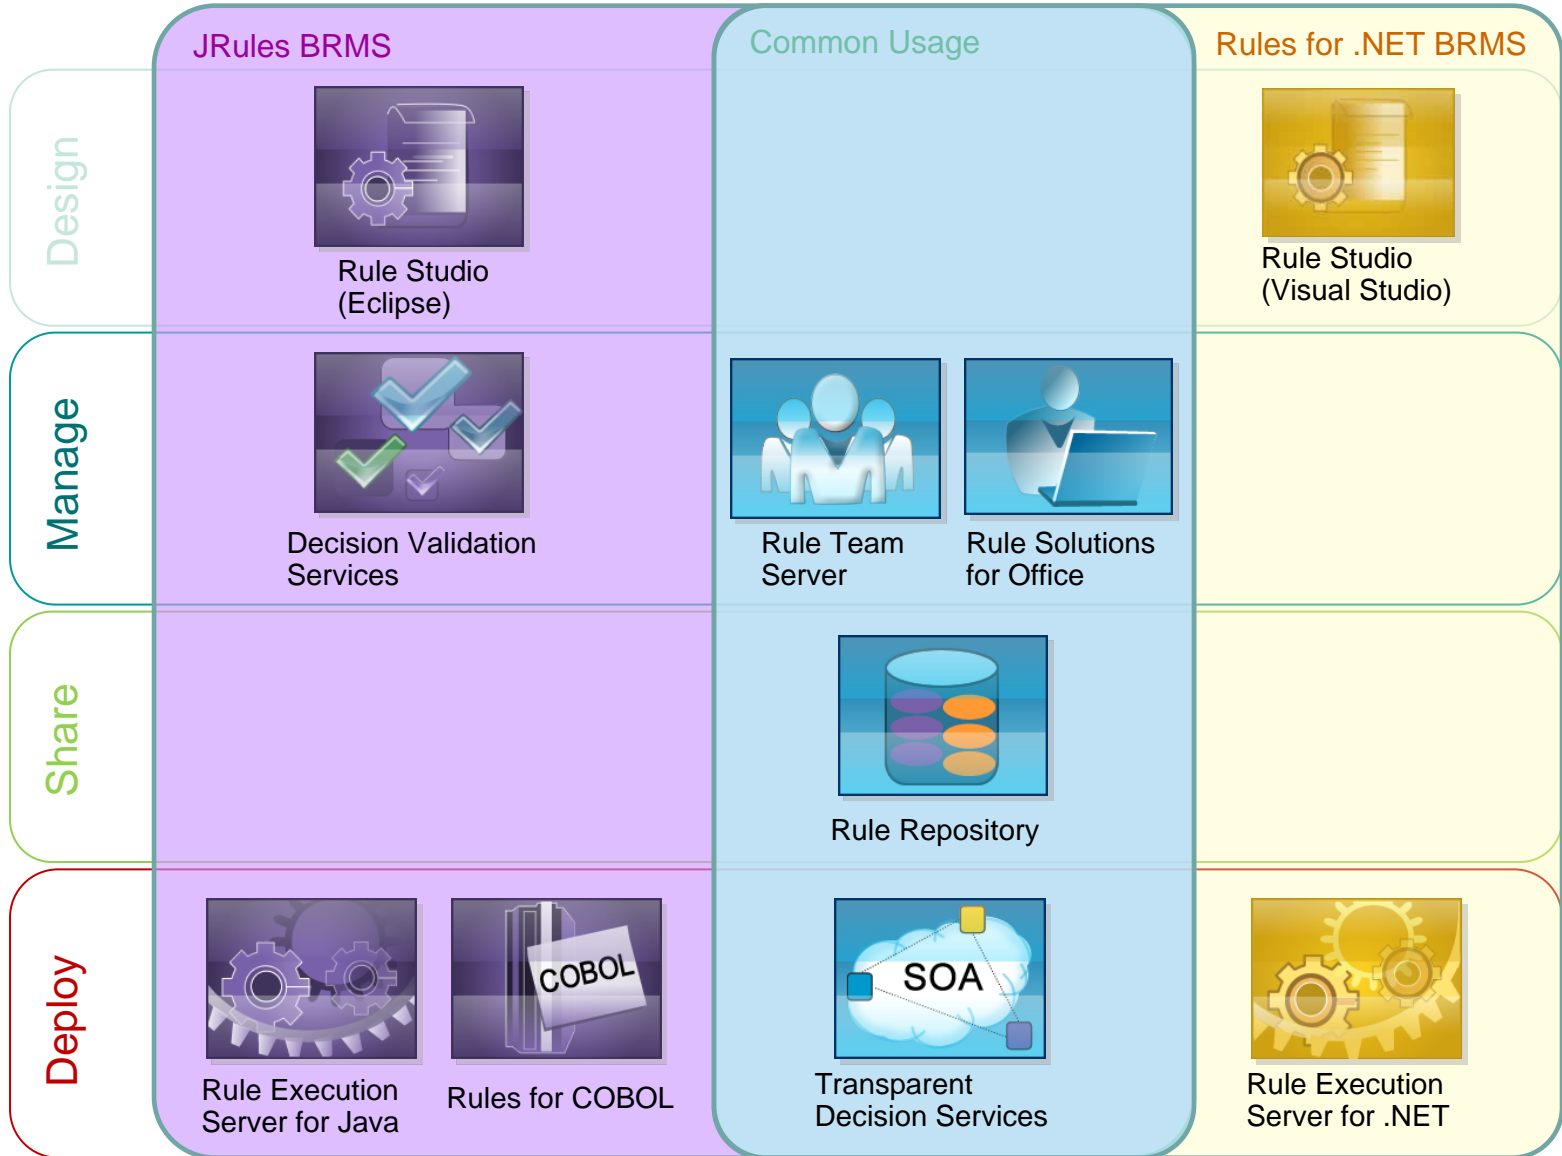 JRules BRMS
Common Usage
Rules for .NET BRMS
Design
Rule Studio
(Eclipse)
Rule Studio
(Visual Studio)
Manage
Decision Validation
Services
Rule Team
Server
Rule Solutions
for Office
Share
Rule Repository
Deploy
COBOL
SOA
Rule Execution
Server for Java
Rules for COBOL
Transparent
Decision Services
Rule Execution
Server for .NET